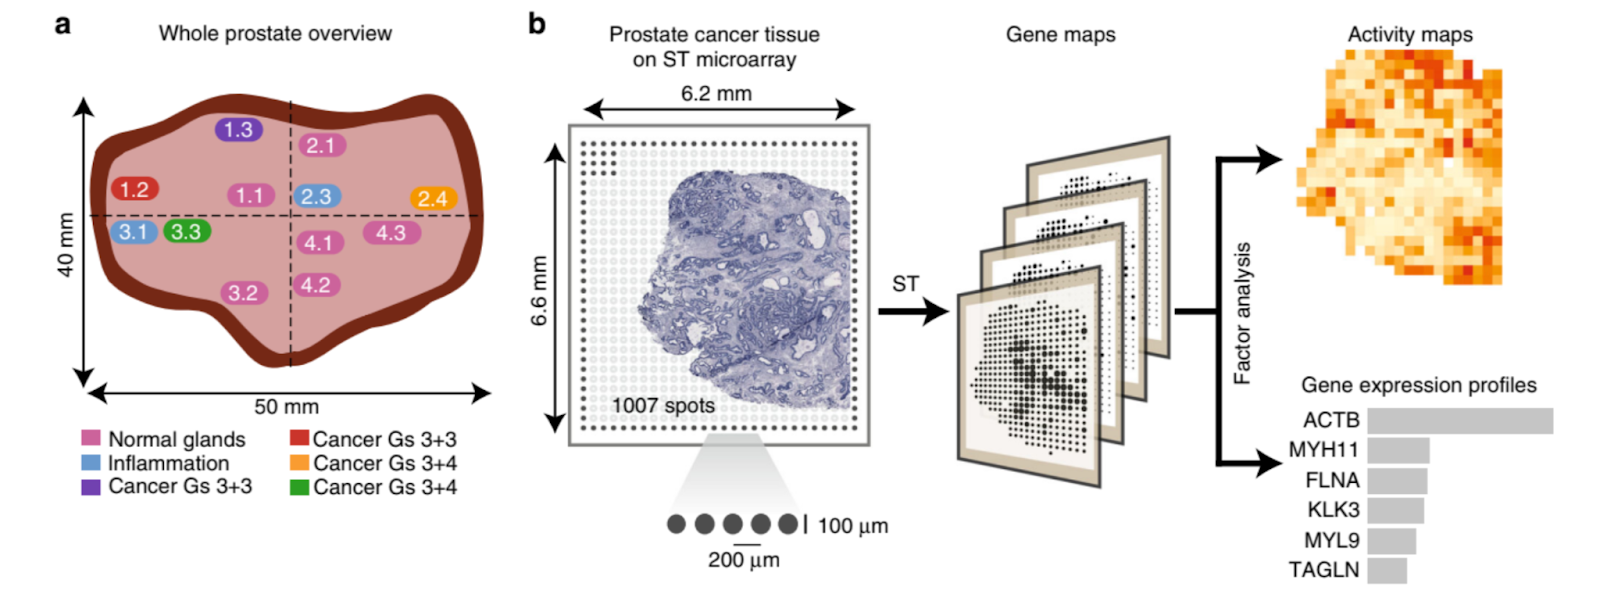 a
Whole prostate overview
40 mm
1.3
2.1
1.2
1.1
2.3
2.4
3.1
3.3
4.1
4.3
3.2
4.2
50 mm
Normal glands
Inflammation
Cancer Gs 3+3
Cancer Gs 3+3
Cancer Gs 3+4
Cancer Gs 3+4
b
Prostate cancer tissue
on ST microarray
6.2 mm
6.6 mm
1007 spots
100 μm
200 μm
ST
Gene maps
Factor analysis
Activity maps
Gene expression profiles
ACTB
MYH11
FLNA
KLK3
MYL9
TAGLN